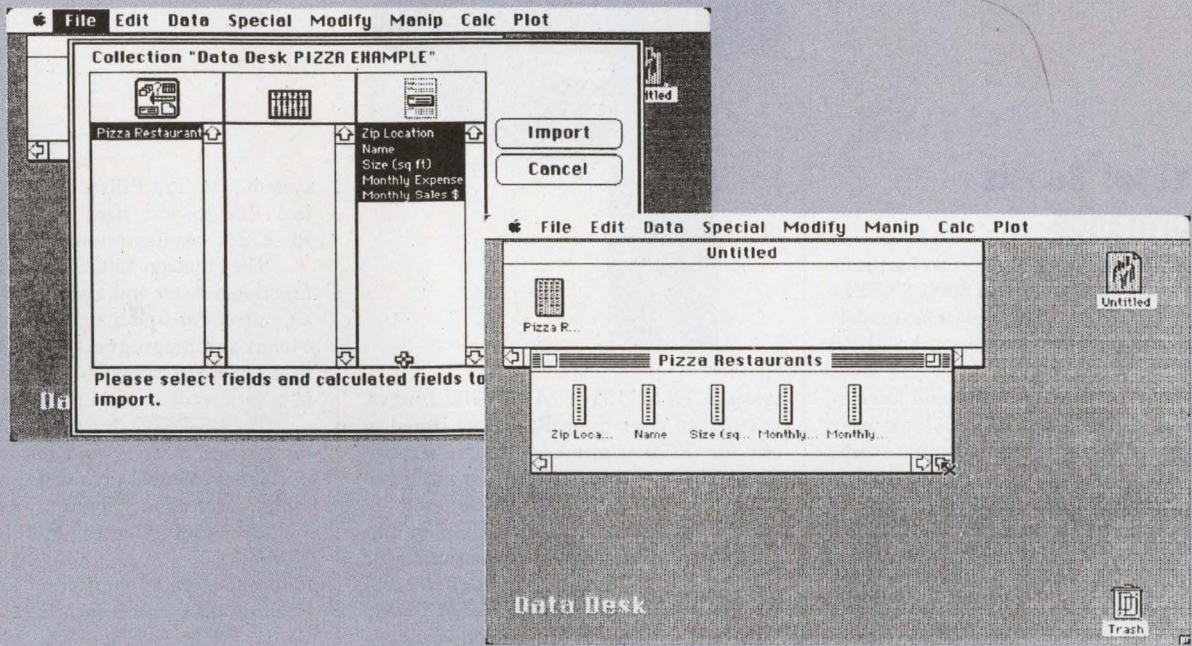 File Edit Data Special Modify Manip Calc Plot
Collection "Data Desk PIZZA EXAMPLE"
Pizza Restaurant
Zip Location
Name
Size (sq ft)
Monthly Expense
Monthly Sales $
Import
Cancel
Please select fields and calculated fields to
import.
Da
itled
File Edit Data Special Modify Manip Calc Plot
Untitled
Pizza R...
Pizza Restaurants
Zip Loca... Name Size (sq... Monthly... Monthly...
Untitled
Data Desk
Trash